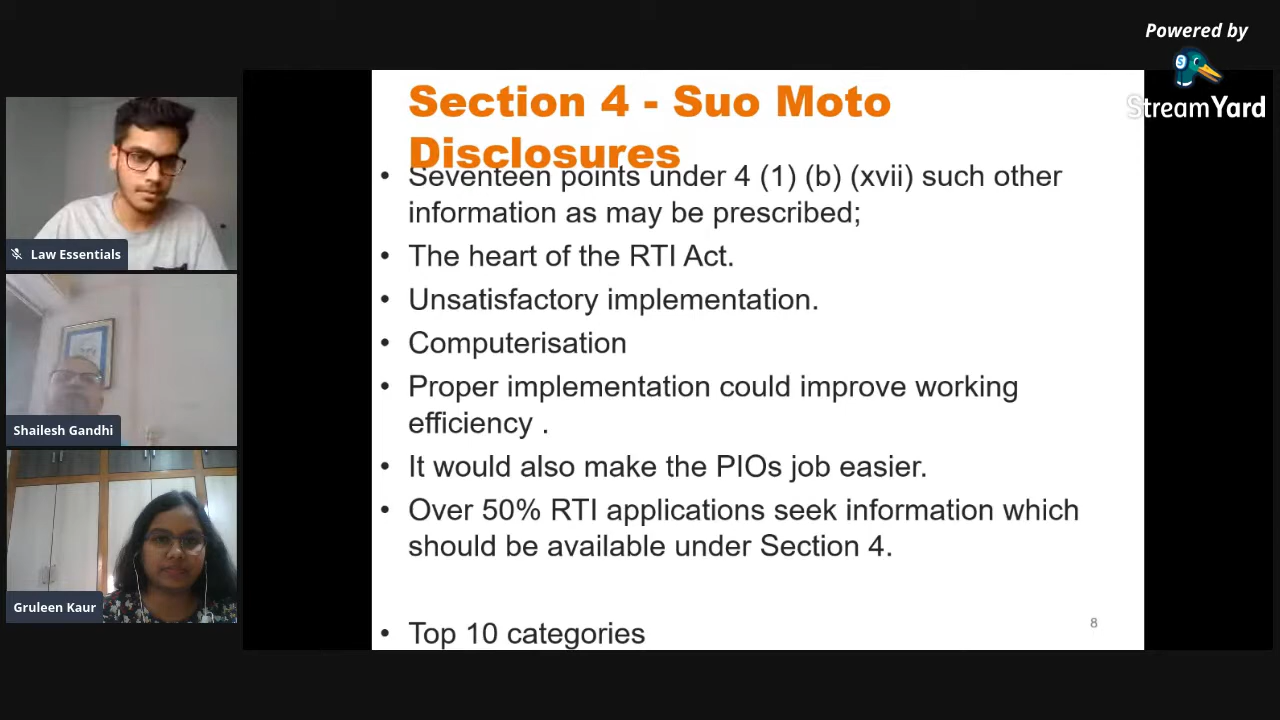 Powered by
StreamYard
Section 4 - Suo Moto
Disclosures
• Seventeen points under 4 (1) (b) (xvii) such other
information as may be prescribed;
• The heart of the RTI Act.
• Unsatisfactory implementation.
• Computerisation
• Proper implementation could improve working
efficiency .
• It would also make the PIOs job easier.
• Over 50% RTI applications seek information which
should be available under Section 4.
• Top 10 categories
8
Law Essentials
Shailesh Gandhi
Gruleen Kaur